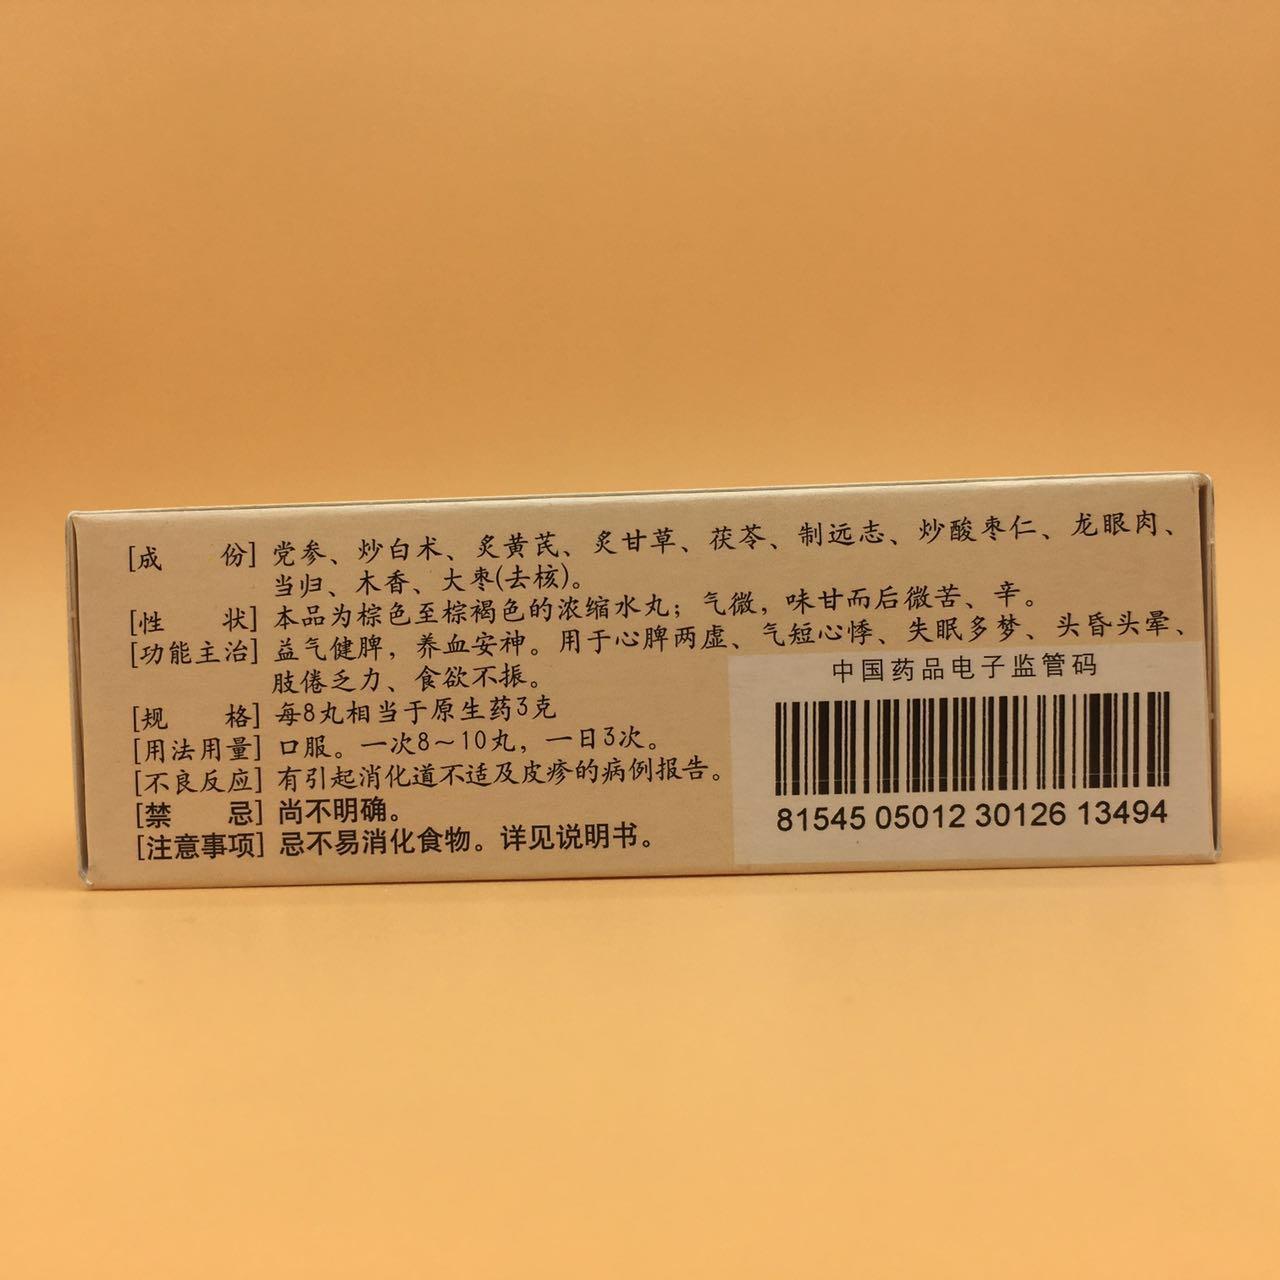 [成份] 党参、炒白术、炙黄芪、炙甘草、茯苓、制远志、炒酸枣仁、龙眼肉、
当归、木香、大枣(去核)。
[性状] 本品为棕色至棕褐色的浓缩水丸；气微，味甘而后微苦、辛。
[功能主治] 益气健脾，养血安神。用于心脾两虚、气短心悸、失眠多梦、头昏头晕、
肢倦乏力、食欲不振。
[规格] 每8丸相当于原生药3克
[用法用量] 口服。一次8～10丸，一日3次。
[不良反应] 有引起消化道不适及皮疹的病例报告。
[禁忌] 尚不明确。
[注意事项] 忌不易消化食物。详见说明书。
中国药品电子监管码
81545 05012 30126 13494